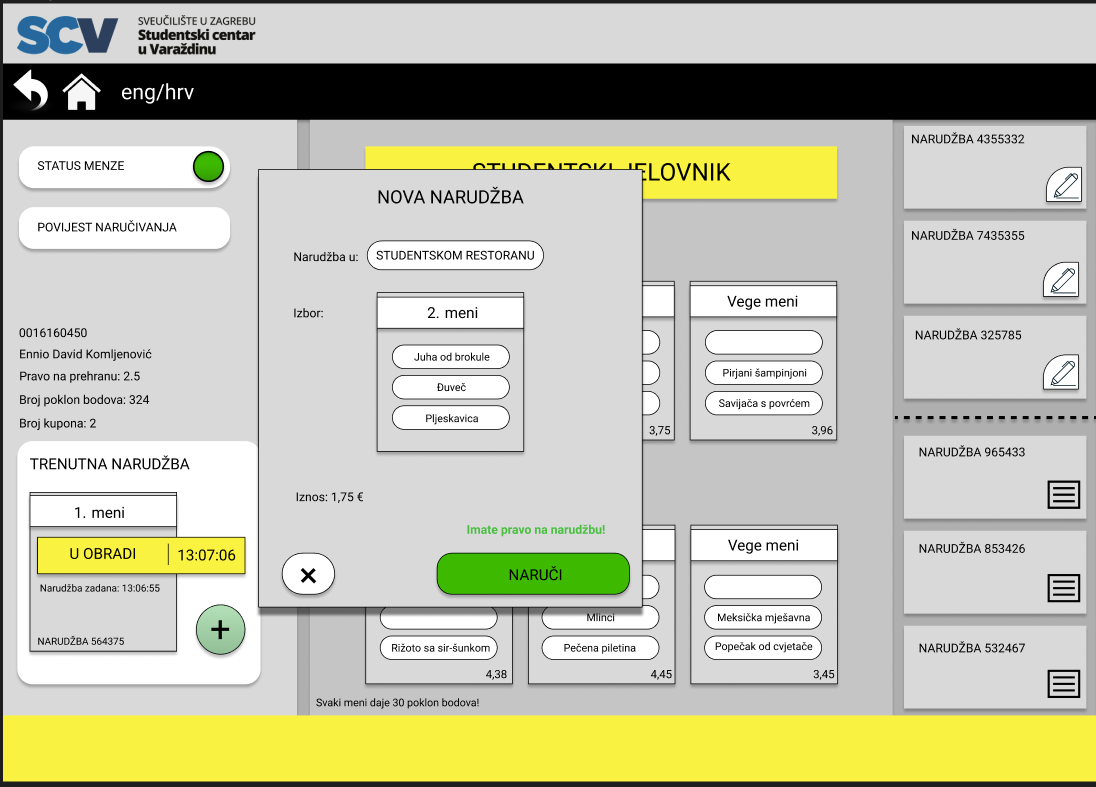 SCV
SVEUČILIŠTE U ZAGREBU
Studentski centar
u Varaždinu
eng/hrv
STATUS MENZE
POVIJEST NARUČIVANJA
0016160450
Ennio David Komljenović
Pravo na prehranu: 2.5
Broj poklon bodova: 324
Broj kupona: 2
TRENUTNA NARUDŽBA
1. meni
U OBRADI
13:07:06
Narudžba zadana: 13:06:55
NARUDŽBA 564375
+
NOVA NARUDŽBA
Narudžba u:
STUDENTSKOM RESTORANU
Izbor:
2. meni
Juha od brokule
Đuveč
Pljeskavica
Iznos: 1,75 €
Imate pravo na narudžbu!
×
NARUČI
STUDENTSKI JELOVNIK
3,75
Vege meni
Pirjani šampinjoni
Savijača s povrćem
3,96
Rižoto sa sir-šunkom
4,38
Mlinci
Pečena piletina
4,45
Vege meni
Meksička mješavna
Popečak od cvjetače
3,45
Svaki meni daje 30 poklon bodova!
NARUDŽBA 4355332
NARUDŽBA 7435355
NARUDŽBA 325785
NARUDŽBA 965433
NARUDŽBA 853426
NARUDŽBA 532467